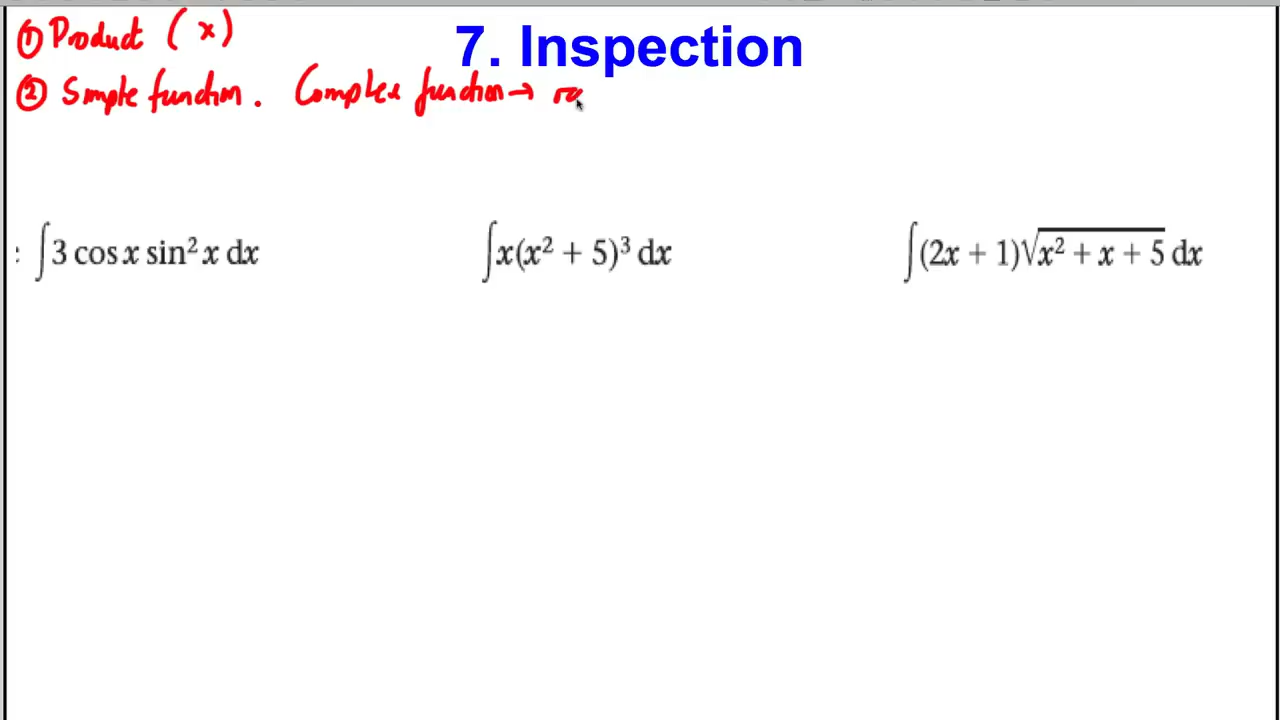 ① Product (x)
7. Inspection
② Simple function. Complex function →
: ∫3 cos x sin² x dx
∫x(x² + 5)³ dx
∫(2x + 1)√x² + x + 5 dx